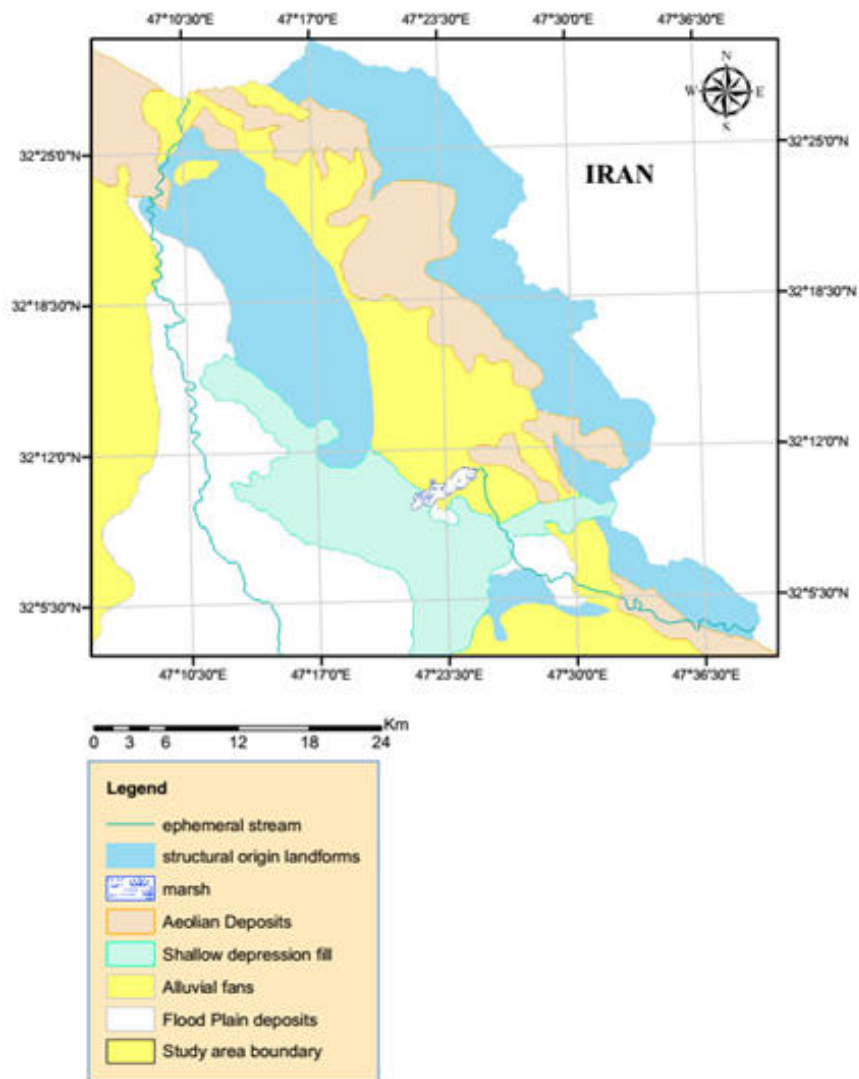 47°10'30"E 47°17'0"E 47°23'30"E 47°30'0"E 47°36'30"E
N
W E
S
32°25'0"N 32°25'0"N
IRAN
32°18'30"N 32°18'30"N
32°12'0"N 32°12'0"N
32°5'30"N 32°5'30"N
47°10'30"E 47°17'0"E 47°23'30"E 47°30'0"E 47°36'30"E
Km
0 3 6 12 18 24
Legend
ephemeral stream
structural origin landforms
marsh
Aeolian Deposits
Shallow depression fill
Alluvial fans
Flood Plain deposits
Study area boundary